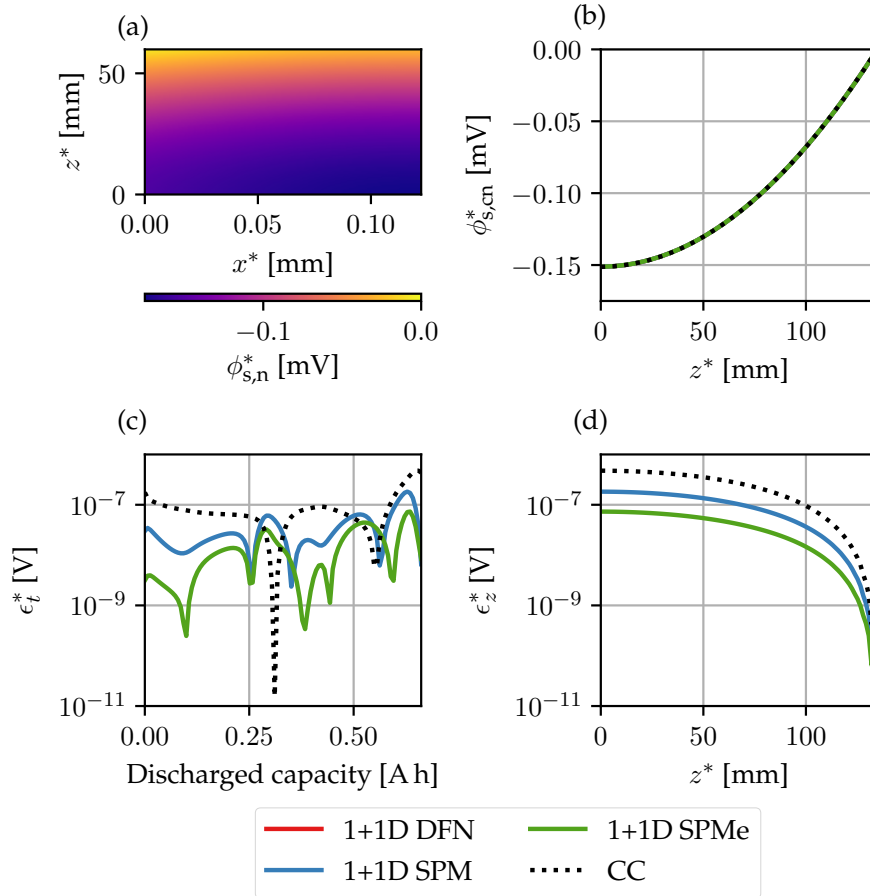 (a)
z* [mm]
50
0
0.00 0.05 0.10
x* [mm]
−0.1 0.0
ϕ*s,n [mV]
(b)
ϕ*s,cn [mV]
0.00
−0.05
−0.10
−0.15
0 50 100
z* [mm]
(c)
ϵ*t [V]
10−7
10−9
10−11
0.00 0.25 0.50
Discharged capacity [A h]
(d)
ϵ*z [V]
10−7
10−9
10−11
0 50 100
z* [mm]
1+1D DFN
1+1D SPM
1+1D SPMe
CC